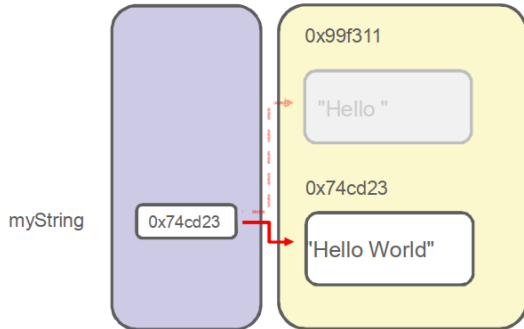 0x99f311
"Hello "
0x74cd23
myString
0x74cd23
"Hello World"